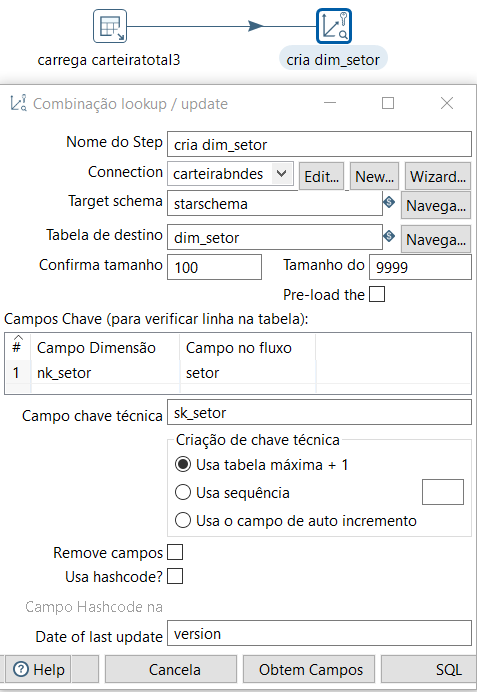 carrega carteiratotal3 cria dim_setor
Combinação lookup / update
Nome do Step cria dim_setor
Connection carteirabndes Edit... New... Wizard...
Target schema starschema Navega...
Tabela de destino dim_setor Navega...
Confirma tamanho 100 Tamanho do 9999
Pre-load the
Campos Chave (para verificar linha na tabela):
# Campo Dimensão Campo no fluxo
1 nk_setor setor
Campo chave técnica sk_setor
Criação de chave técnica
Usa tabela máxima + 1
Usa sequência
Usa o campo de auto incremento
Remove campos
Usa hashcode?
Campo Hashcode na
Date of last update version
Help Cancela Obtem Campos SQL